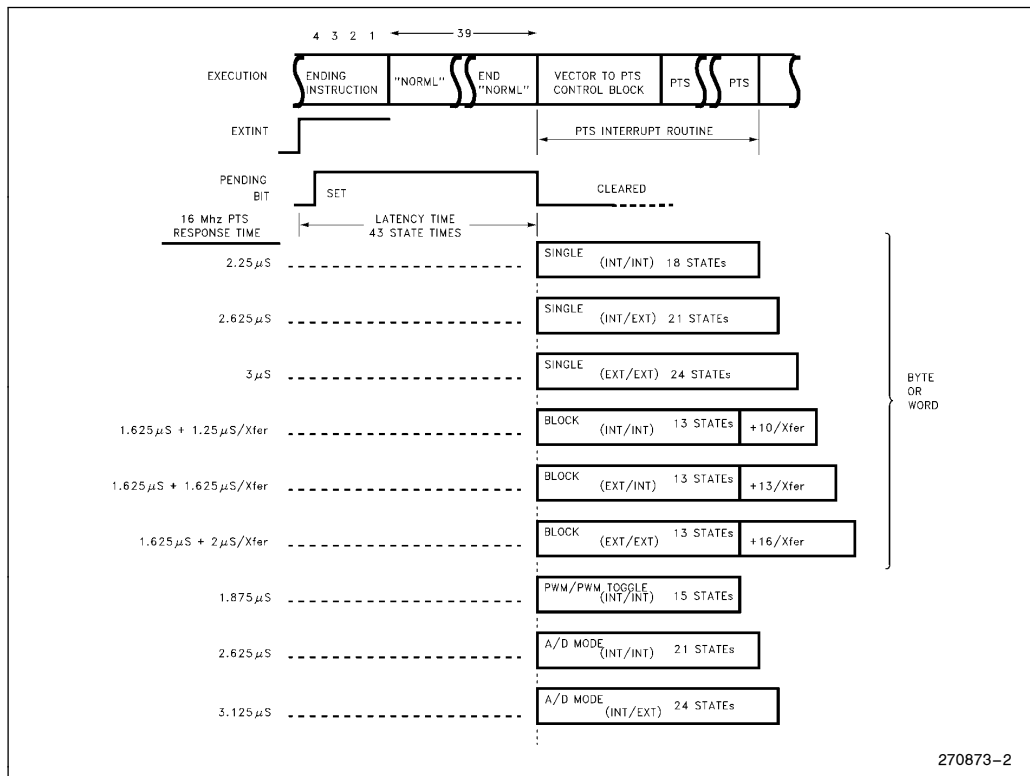 4 3 2 1 39
EXECUTION
ENDING
INSTRUCTION
"NORML"
END
"NORML"
VECTOR TO PTS
CONTROL BLOCK
PTS
PTS
EXTINT
PTS INTERRUPT ROUTINE
PENDING
BIT
SET
CLEARED
16 Mhz PTS
RESPONSE TIME
LATENCY TIME
43 STATE TIMES
2.25µS
SINGLE
(INT/INT) 18 STATEs
2.625µS
SINGLE
(INT/EXT) 21 STATEs
3µS
SINGLE
(EXT/EXT) 24 STATEs
BYTE
OR
WORD
1.625µS + 1.25µS/Xfer
BLOCK
(INT/INT) 13 STATEs +10/Xfer
1.625µS + 1.625µS/Xfer
BLOCK
(EXT/INT) 13 STATEs +13/Xfer
1.625µS + 2µS/Xfer
BLOCK
(EXT/EXT) 13 STATEs +16/Xfer
1.875µS
PWM/PWM TOGGLE
(INT/INT) 15 STATEs
2.625µS
A/D MODE
(INT/INT) 21 STATEs
3.125µS
A/D MODE
(INT/EXT) 24 STATEs
270873-2